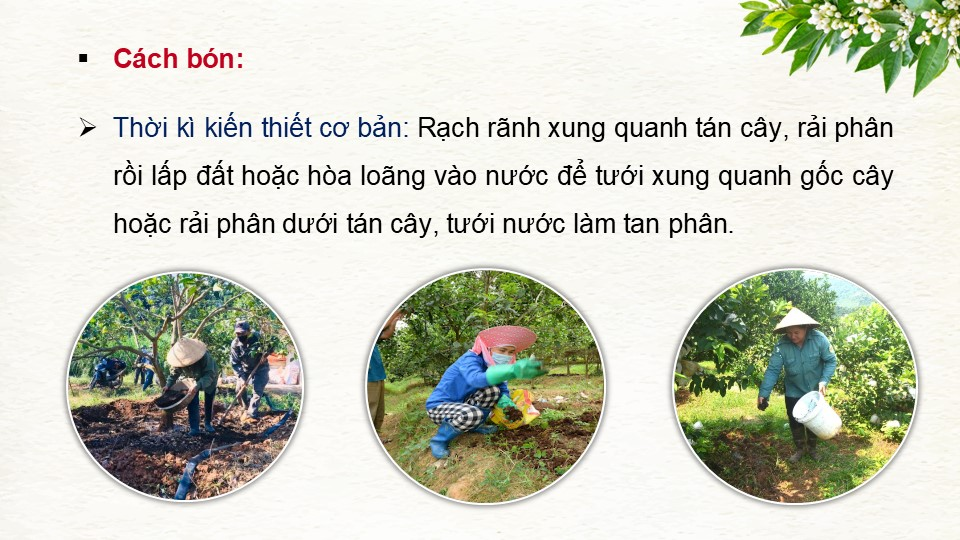 ▪ Cách bón:
➢ Thời kì kiến thiết cơ bản: Rạch rãnh xung quanh tán cây, rải phân
rồi lấp đất hoặc hòa loãng vào nước để tưới xung quanh gốc cây
hoặc rải phân dưới tán cây, tưới nước làm tan phân.